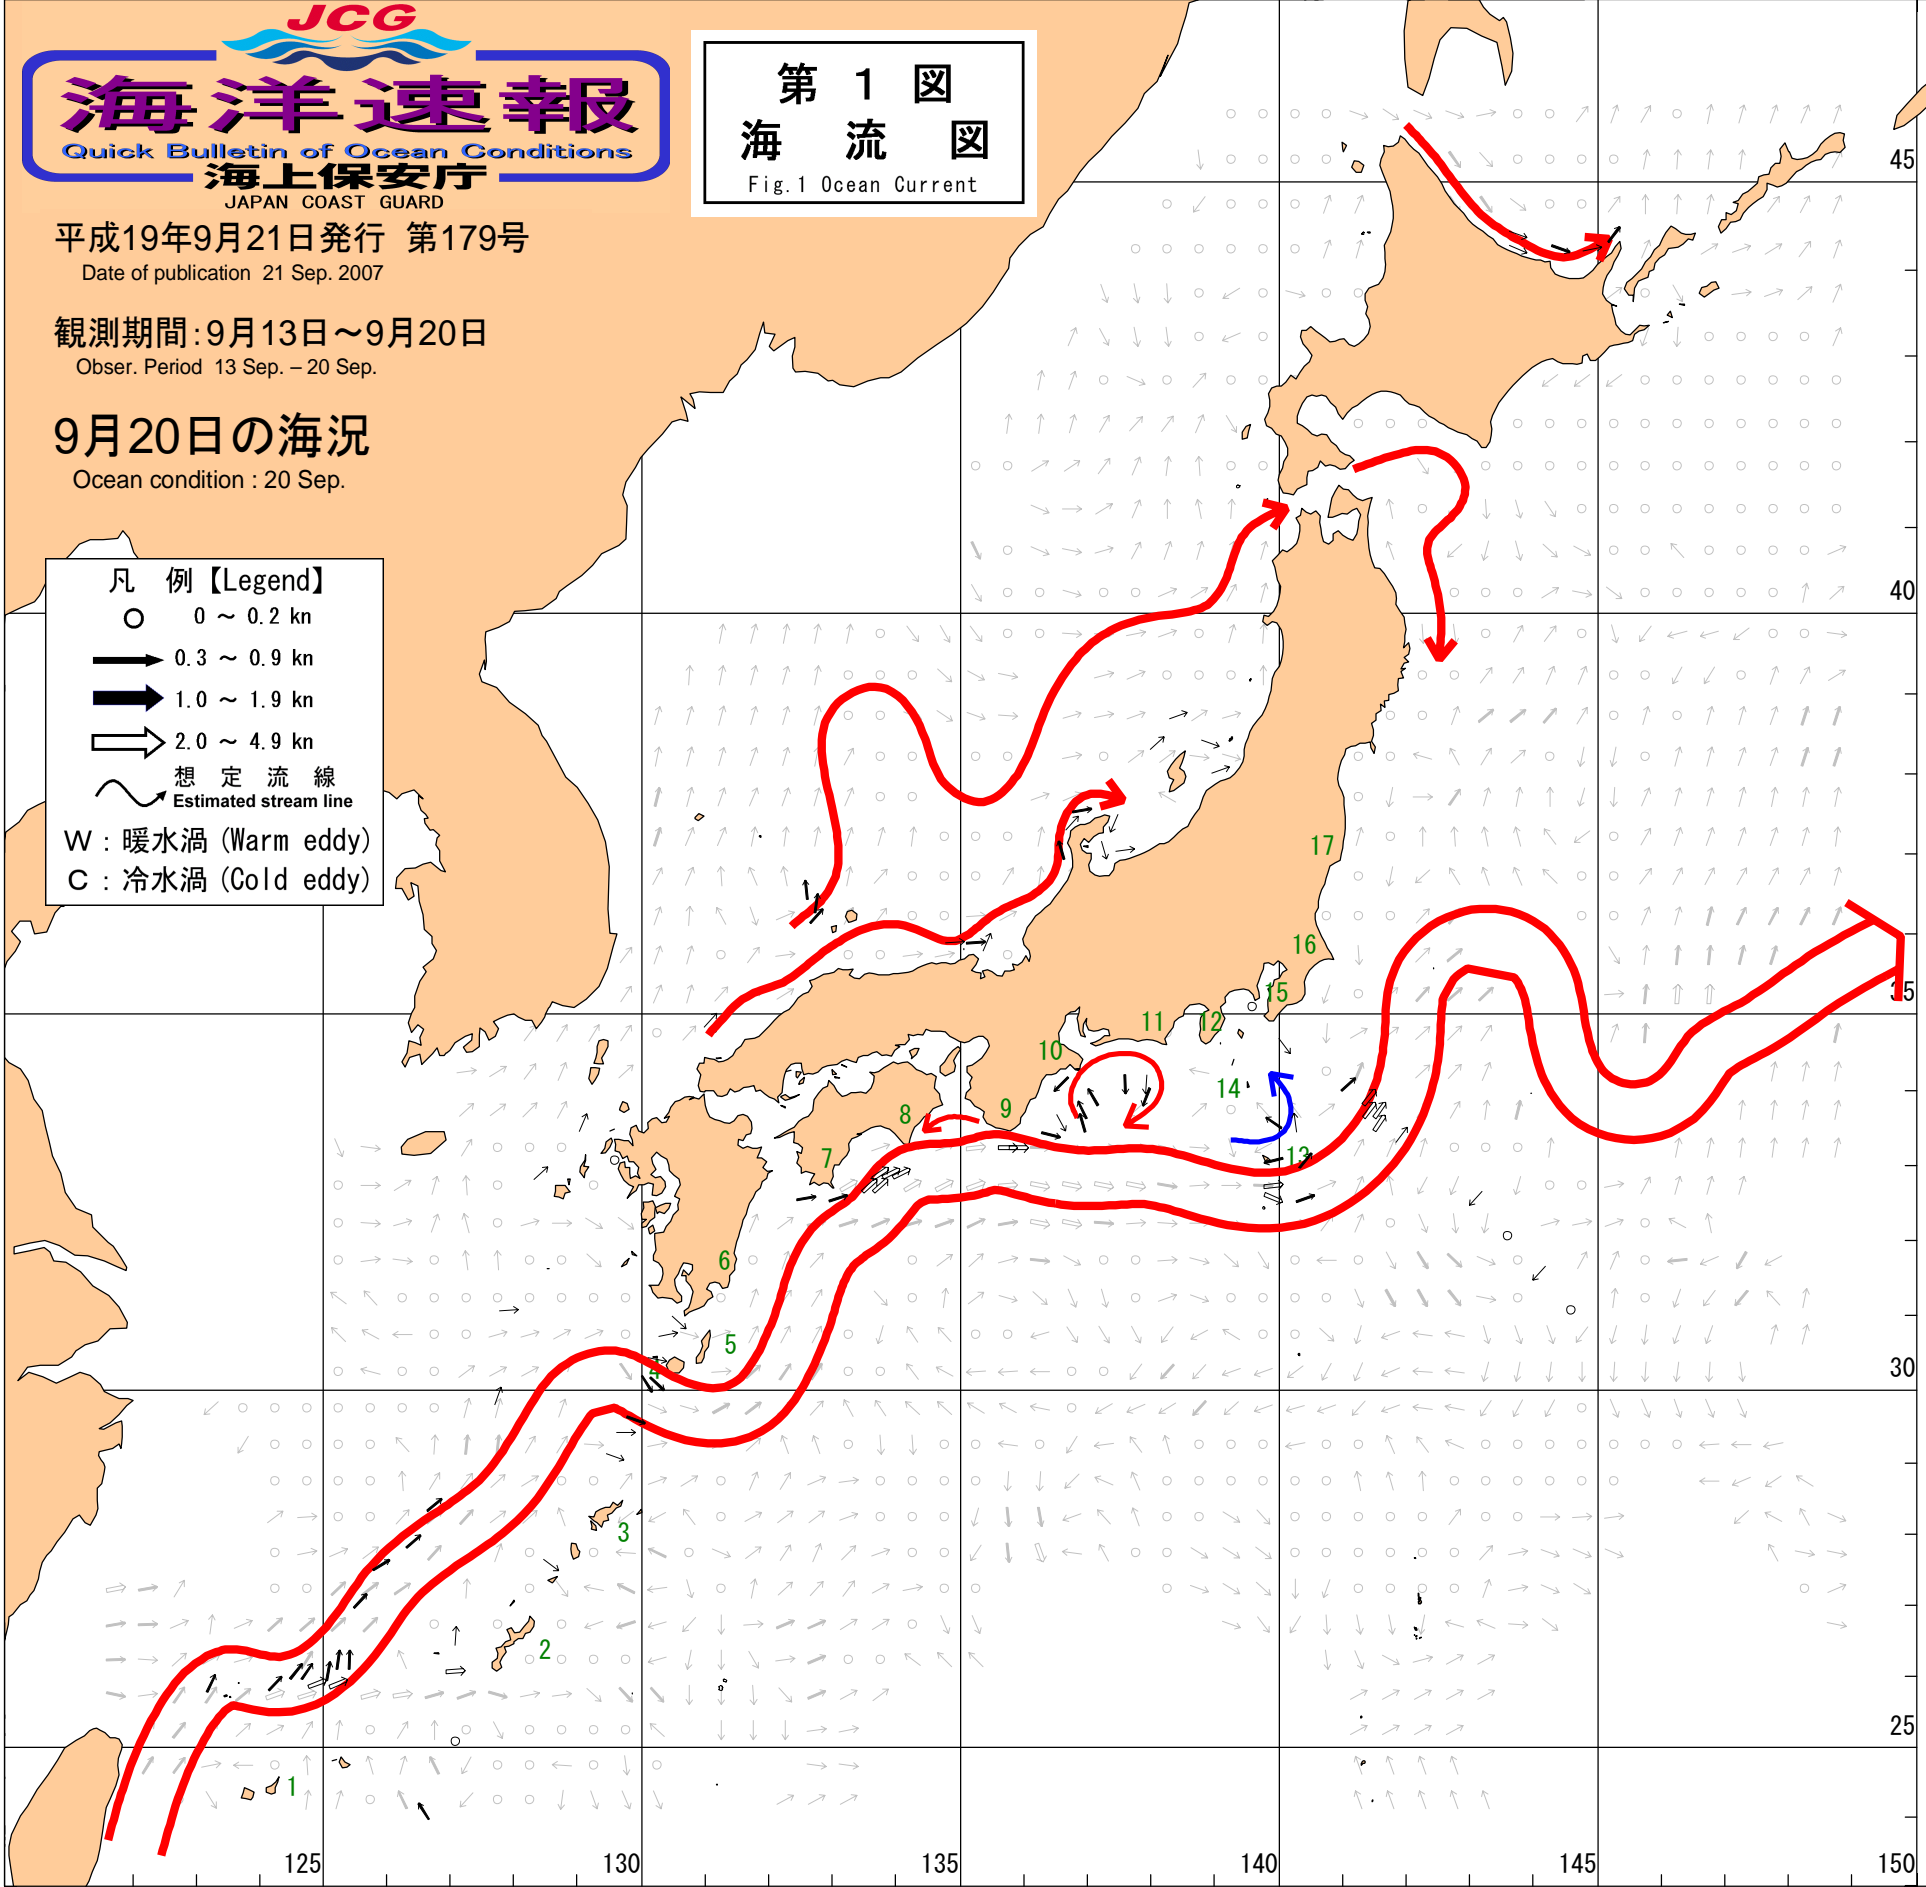 JCG
海洋速報
Quick Bulletin of Ocean Conditions
海上保安庁
JAPAN COAST GUARD
平成19年9月21日発行 第179号
Date of publication 21 Sep. 2007
観測期間:9月13日～9月20日
Obser. Period 13 Sep. – 20 Sep.
9月20日の海況
Ocean condition : 20 Sep.
第 1 図
海 流 図
Fig.1 Ocean Current
凡 例【Legend】
0 ～ 0.2 kn
0.3 ～ 0.9 kn
1.0 ～ 1.9 kn
2.0 ～ 4.9 kn
想 定 流 線
Estimated stream line
W : 暖水渦 (Warm eddy)
C : 冷水渦 (Cold eddy)
45
40
17
16
15
35
11
12
10
14
8
9
7
13
6
5
4
30
3
2
25
1
125
130
135
140
145
150